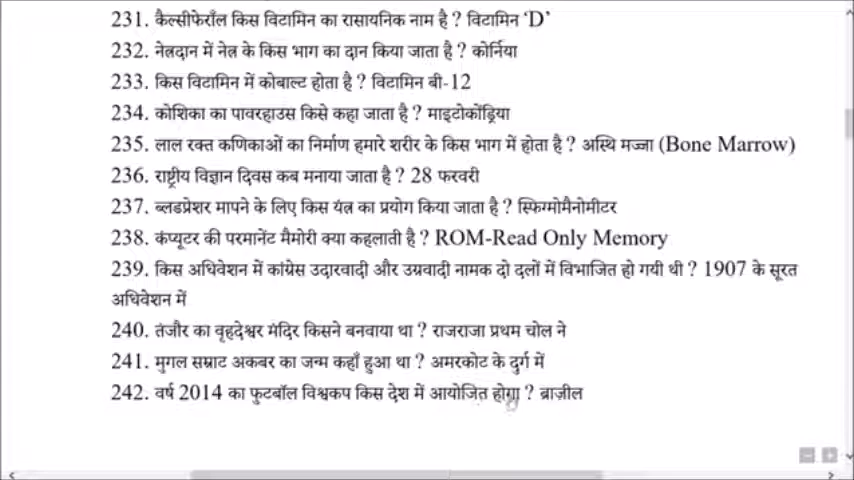 231. कैल्सीफेरॉल किस विटामिन का रासायनिक नाम है ? विटामिन ‘D’
232. नेत्रदान में नेत्र के किस भाग का दान किया जाता है ? कोर्निया
233. किस विटामिन में कोबाल्ट होता है ? विटामिन बी-12
234. कोशिका का पावरहाउस किसे कहा जाता है ? माइटोकोंड्रिया
235. लाल रक्त कणिकाओं का निर्माण हमारे शरीर के किस भाग में होता है ? अस्थि मज्जा (Bone Marrow)
236. राष्ट्रीय विज्ञान दिवस कब मनाया जाता है ? 28 फरवरी
237. ब्लडप्रेशर मापने के लिए किस यंत्र का प्रयोग किया जाता है ? स्फिग्मोमैनोमीटर
238. कंप्यूटर की परमानेंट मैमोरी क्या कहलाती है ? ROM-Read Only Memory
239. किस अधिवेशन में कांग्रेस उदारवादी और उग्रवादी नामक दो दलों में विभाजित हो गयी थी ? 1907 के सूरत
अधिवेशन में
240. तंजौर का वृहदेश्वर मंदिर किसने बनवाया था ? राजराजा प्रथम चोल ने
241. मुगल सम्राट अकबर का जन्म कहाँ हुआ था ? अमरकोट के दुर्ग में
242. वर्ष 2014 का फुटबॉल विश्वकप किस देश में आयोजित होगा ? ब्राज़ील